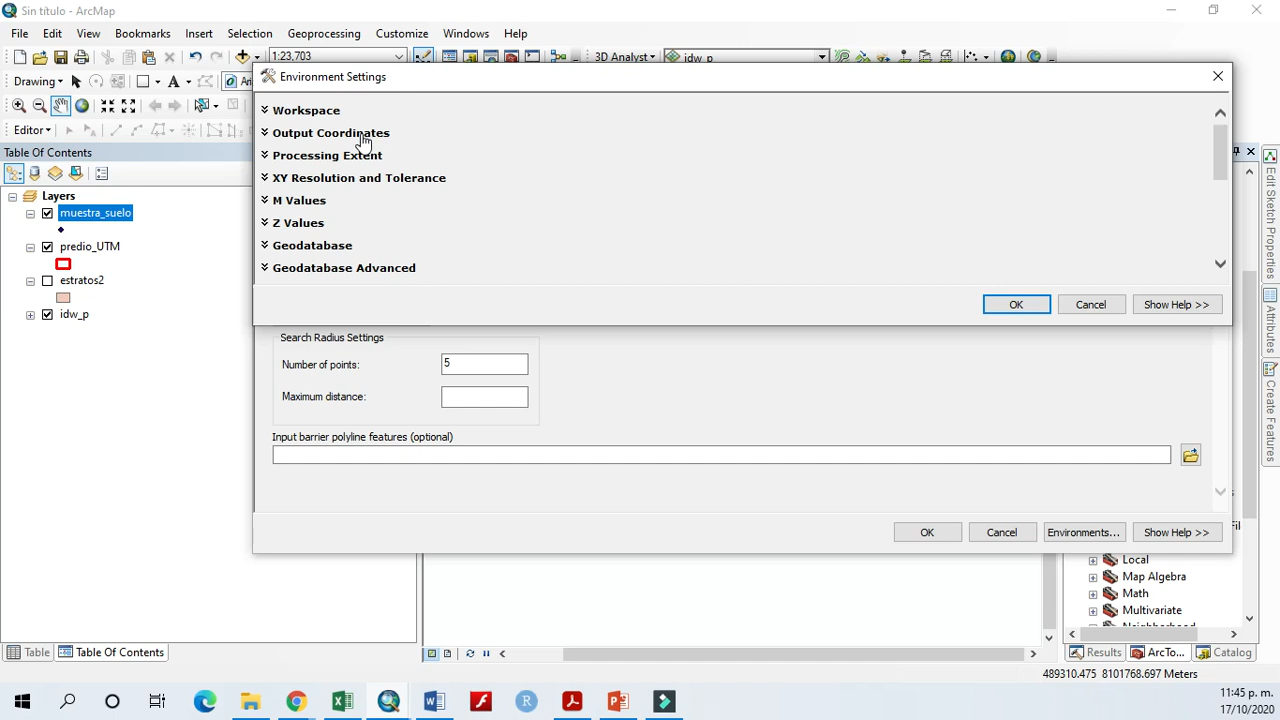 Sin título - ArcMap
File Edit View Bookmarks Insert Selection Geoprocessing Customize Windows Help
1:23,703 3D Analyst idw_p
Environment Settings
Drawing A
Workspace
Output Coordinates
Editor
Table Of Contents
Processing Extent
XY Resolution and Tolerance
Layers
M Values
muestra_suelo
Z Values
predio_UTM
Geodatabase
Geodatabase Advanced
estratos2
OK Cancel Show Help >>
idw_p
Search Radius Settings
Number of points: 5
Maximum distance:
Input barrier polyline features (optional)
OK Cancel Environments... Show Help >>
Edit Sketch Properties
Attributes
Create Features
Local
Map Algebra
Math
Multivariate
Neighborhood
Table Table Of Contents
Results ArcTo... Catalog
489310.475 8101768.697 Meters
11:45 p. m.
17/10/2020